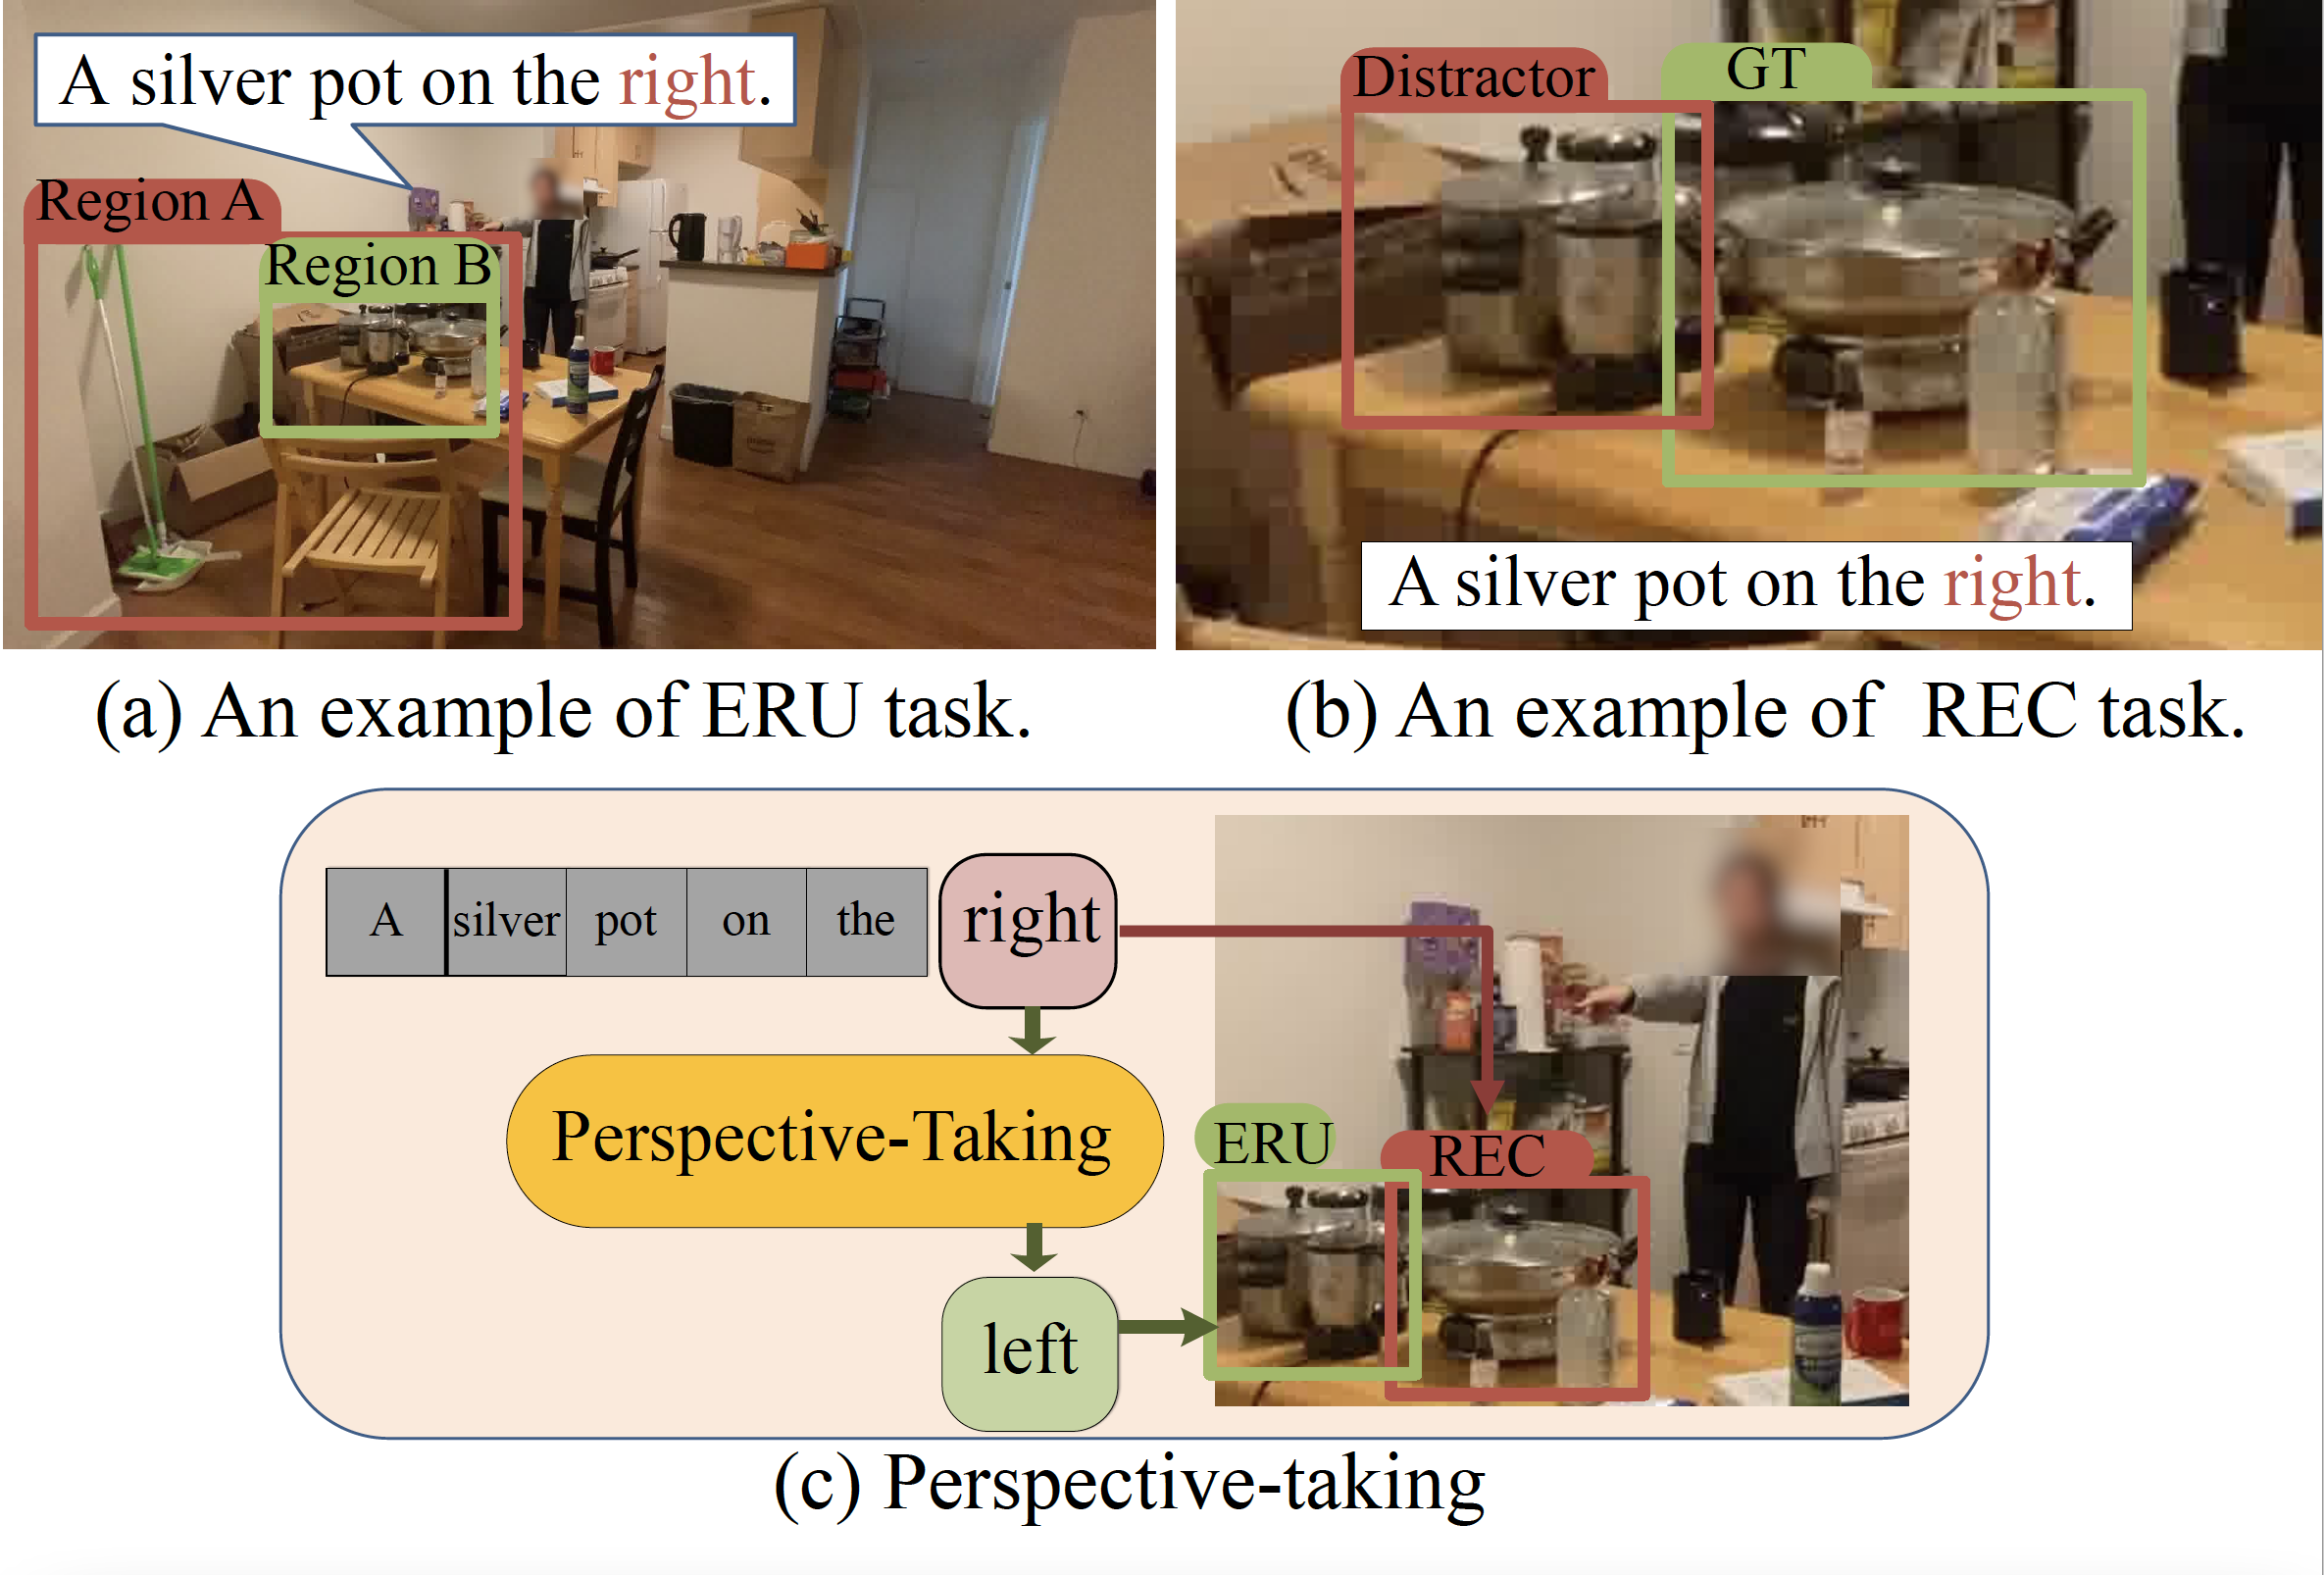 A silver pot on the right.
Region A
Region B
(a) An example of ERU task.
Distractor
GT
A silver pot on the right.
(b) An example of REC task.
A silver pot on the right
Perspective-Taking
left
ERU
REC
(c) Perspective-taking